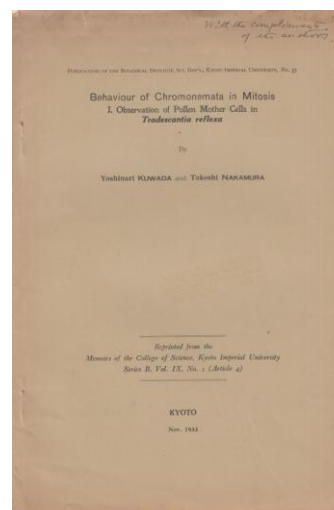 With the compliments
of the authors
Publication of the Botanical Institute Sci. Dep't., Kyoto Imperial University, No. 35
Behaviour of Chromonemata in Mitosis
I. Observation of Pollen Mother Cells in
Tradescantia reflexa
By
Yoshinari KUWADA and Tokushi NAKAMURA
Reprinted from the
Memoirs of the College of Science, Kyoto Imperial University
Series B, Vol. IX, No. 2 (Article 4)
KYOTO
Nov. 1933